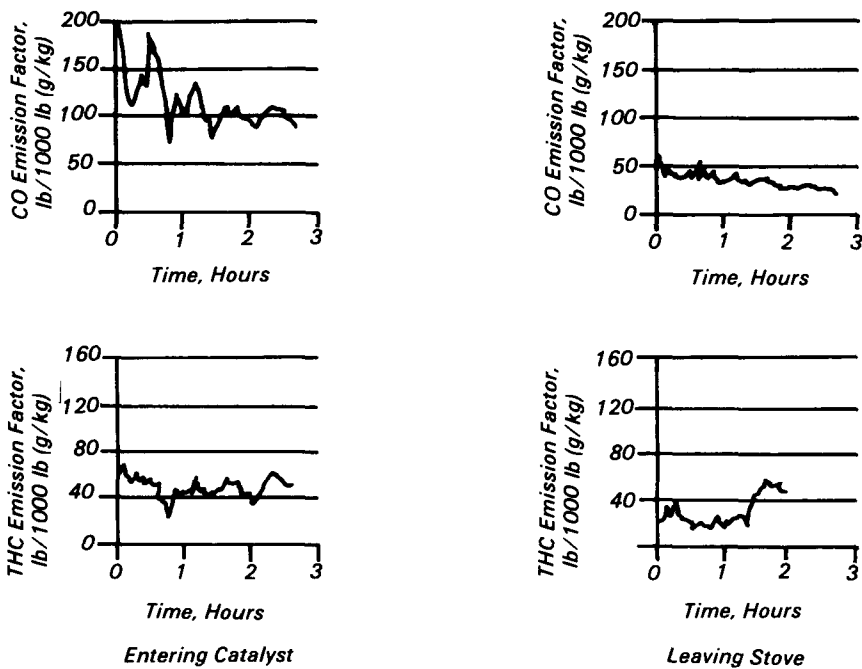 CO Emission Factor,
lb/1000 lb (g/kg)
200
150
100
50
0
0 1 2 3
Time, Hours
CO Emission Factor,
lb/1000 lb (g/kg)
200
150
100
50
0
0 1 2 3
Time, Hours
THC Emission Factor,
lb/1000 lb (g/kg)
160
120
80
40
0
0 1 2 3
Time, Hours
Entering Catalyst
THC Emission Factor,
lb/1000 lb (g/kg)
160
120
80
40
0 1 2 3
Time, Hours
Leaving Stove